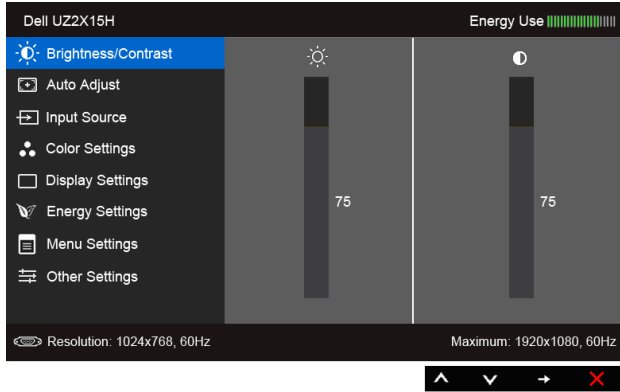 Dell UZ2X15H
Energy Use
Brightness/Contrast
Auto Adjust
Input Source
Color Settings
Display Settings
Energy Settings
Menu Settings
Other Settings
75
75
Resolution: 1024x768, 60Hz
Maximum: 1920x1080, 60Hz